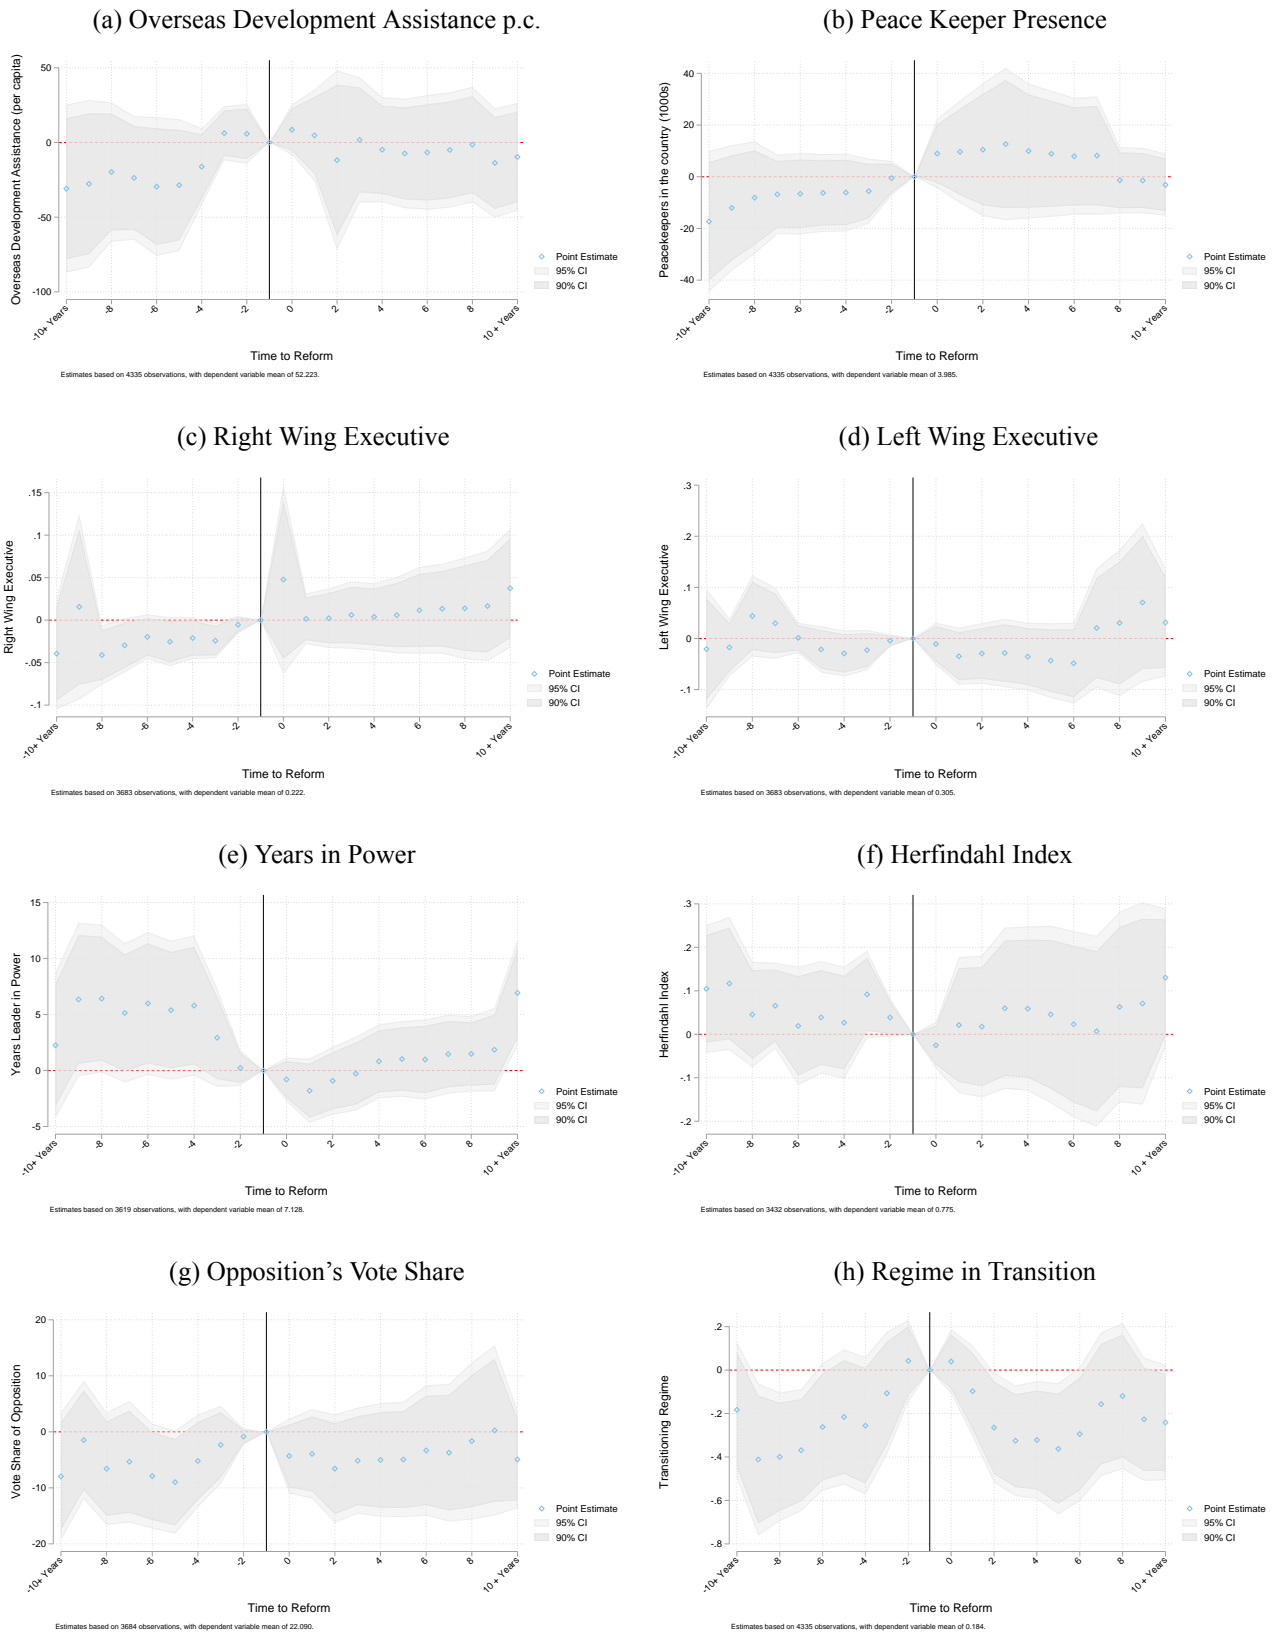 (a) Overseas Development Assistance p.c.
Overseas Development Assistance (per capita)
50
0
-50
-100
-10+ Years
-8
-6
-4
-2
0
2
4
6
8
10 + Years
Time to Reform
Point Estimate
95% CI
90% CI
Estimates based on 4335 observations, with dependent variable mean of 52.223.
(b) Peace Keeper Presence
Peacekeepers in the country (1000s)
40
20
0
-20
-40
-10+ Years
-8
-6
-4
-2
0
2
4
6
8
10 + Years
Time to Reform
Point Estimate
95% CI
90% CI
Estimates based on 4335 observations, with dependent variable mean of 3.985.
(c) Right Wing Executive
Right Wing Executive
.15
.1
.05
0
-.05
-.1
-10+ Years
-8
-6
-4
-2
0
2
4
6
8
10 + Years
Time to Reform
Point Estimate
95% CI
90% CI
Estimates based on 3683 observations, with dependent variable mean of 0.222.
(d) Left Wing Executive
Left Wing Executive
.3
.2
.1
0
-.1
-10+ Years
-8
-6
-4
-2
0
2
4
6
8
10 + Years
Time to Reform
Point Estimate
95% CI
90% CI
Estimates based on 3683 observations, with dependent variable mean of 0.305.
(e) Years in Power
Years Leader in Power
15
10
5
0
-5
-10+ Years
-8
-6
-4
-2
0
2
4
6
8
10 + Years
Time to Reform
Point Estimate
95% CI
90% CI
Estimates based on 3619 observations, with dependent variable mean of 7.128.
(f) Herfindahl Index
Herfindahl Index
.3
.2
.1
0
-.1
-.2
-10+ Years
-8
-6
-4
-2
0
2
4
6
8
10 + Years
Time to Reform
Point Estimate
95% CI
90% CI
Estimates based on 3432 observations, with dependent variable mean of 0.775.
(g) Opposition’s Vote Share
Vote Share of Opposition
20
10
0
-10
-20
-10+ Years
-8
-6
-4
-2
0
2
4
6
8
10 + Years
Time to Reform
Point Estimate
95% CI
90% CI
Estimates based on 3684 observations, with dependent variable mean of 22.090.
(h) Regime in Transition
Transitioning Regime
.2
0
-.2
-.4
-.6
-.8
-10+ Years
-8
-6
-4
-2
0
2
4
6
8
10 + Years
Time to Reform
Point Estimate
95% CI
90% CI
Estimates based on 4335 observations, with dependent variable mean of 0.184.